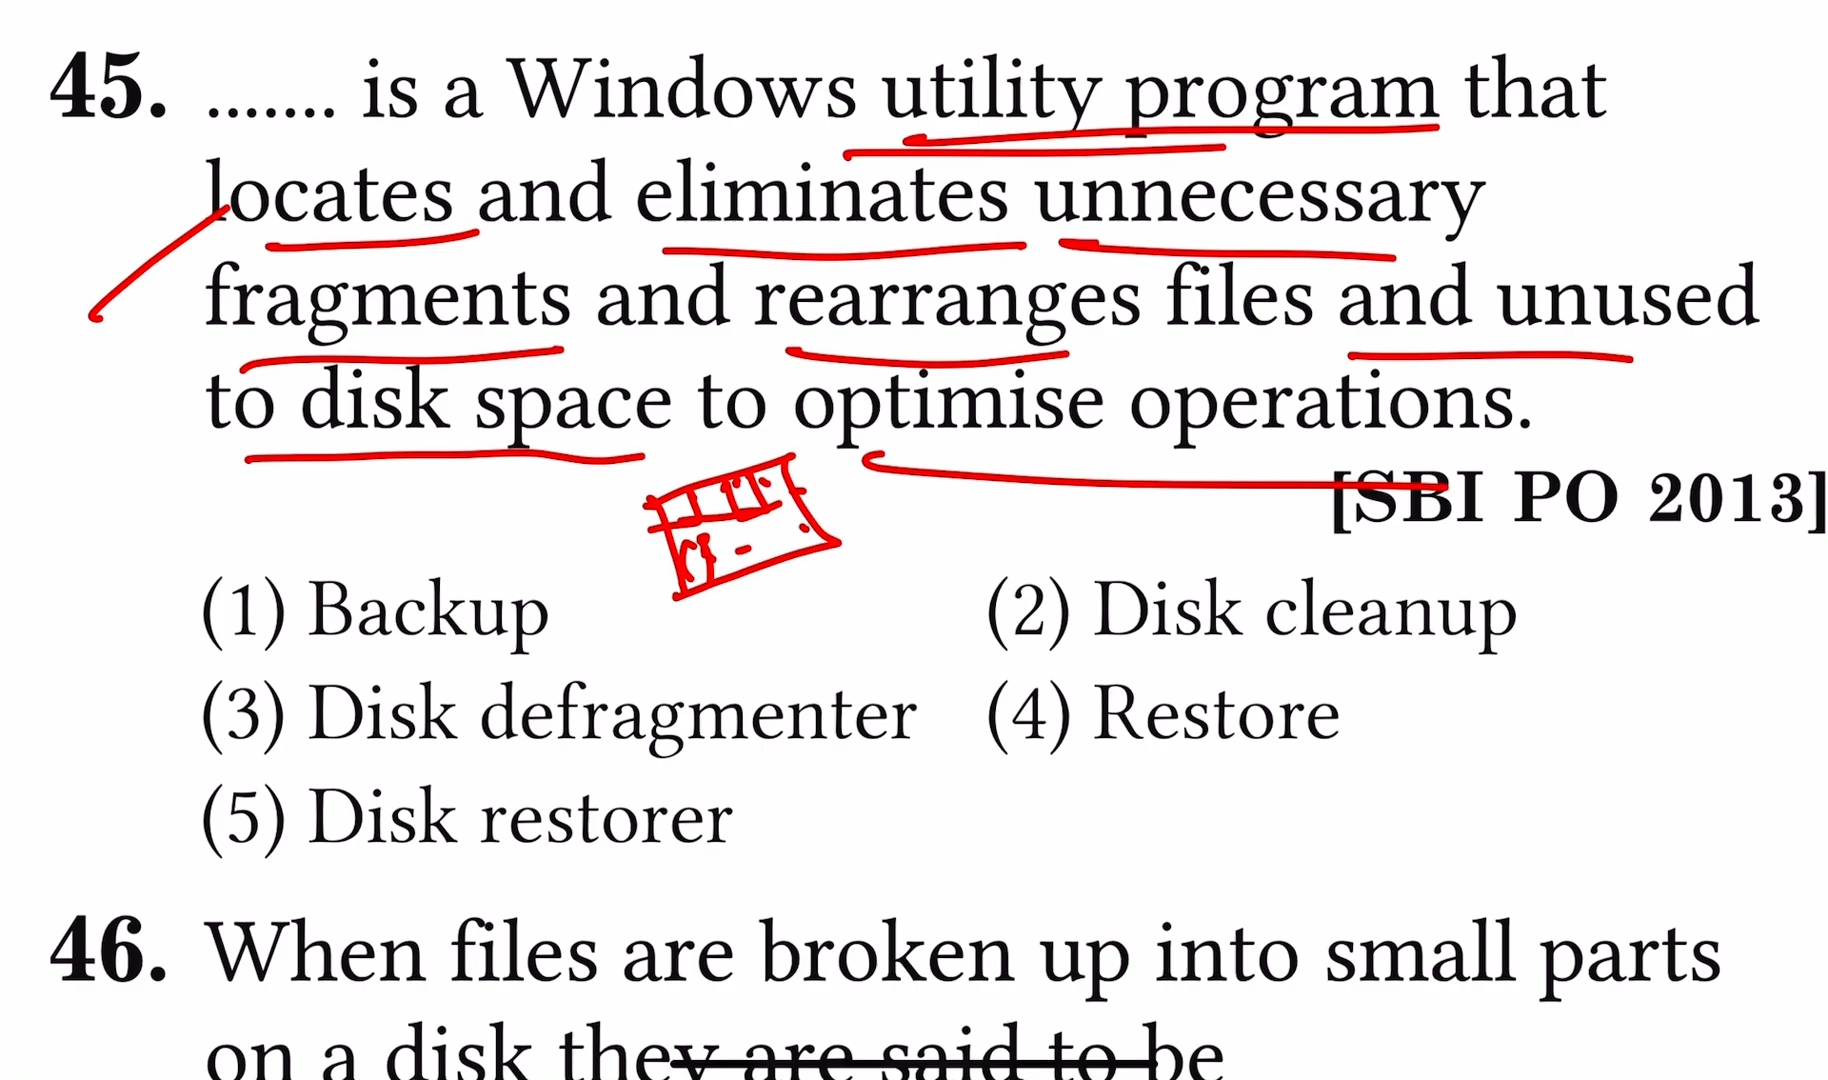 45. ....... is a Windows utility program that
locates and eliminates unnecessary
fragments and rearranges files and unused
to disk space to optimise operations.
[SBI PO 2013]
(1) Backup (2) Disk cleanup
(3) Disk defragmenter (4) Restore
(5) Disk restorer
46. When files are broken up into small parts
on a disk they are said to be